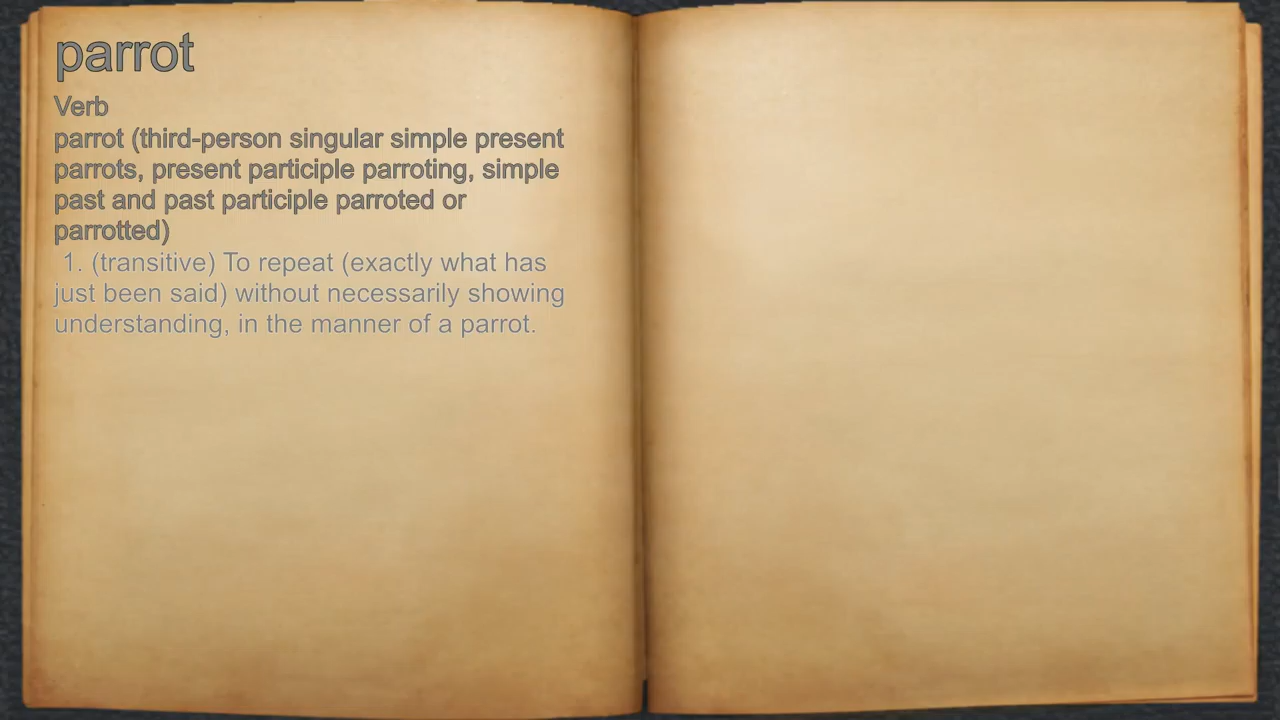 parrot
Verb
parrot (third-person singular simple present
parrots, present participle parroting, simple
past and past participle parroted or
parrotted)
1. (transitive) To repeat (exactly what has
just been said) without necessarily showing
understanding, in the manner of a parrot.